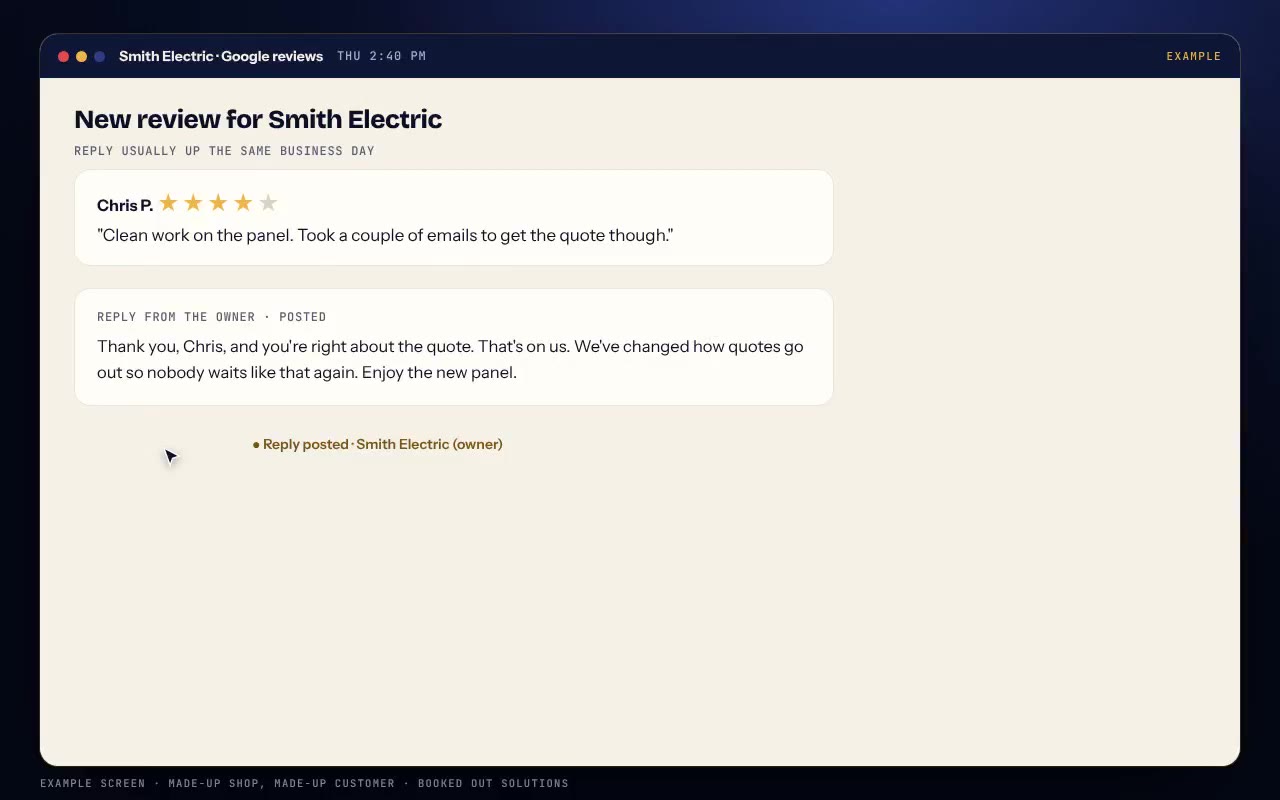 Smith Electric · Google reviews THU 2:40 PM EXAMPLE
New review for Smith Electric
REPLY USUALLY UP THE SAME BUSINESS DAY
Chris P. ★★★★★
"Clean work on the panel. Took a couple of emails to get the quote though."
REPLY FROM THE OWNER · POSTED
Thank you, Chris, and you're right about the quote. That's on us. We've changed how quotes go
out so nobody waits like that again. Enjoy the new panel.
● Reply posted · Smith Electric (owner)
EXAMPLE SCREEN · MADE-UP SHOP, MADE-UP CUSTOMER · BOOKED OUT SOLUTIONS